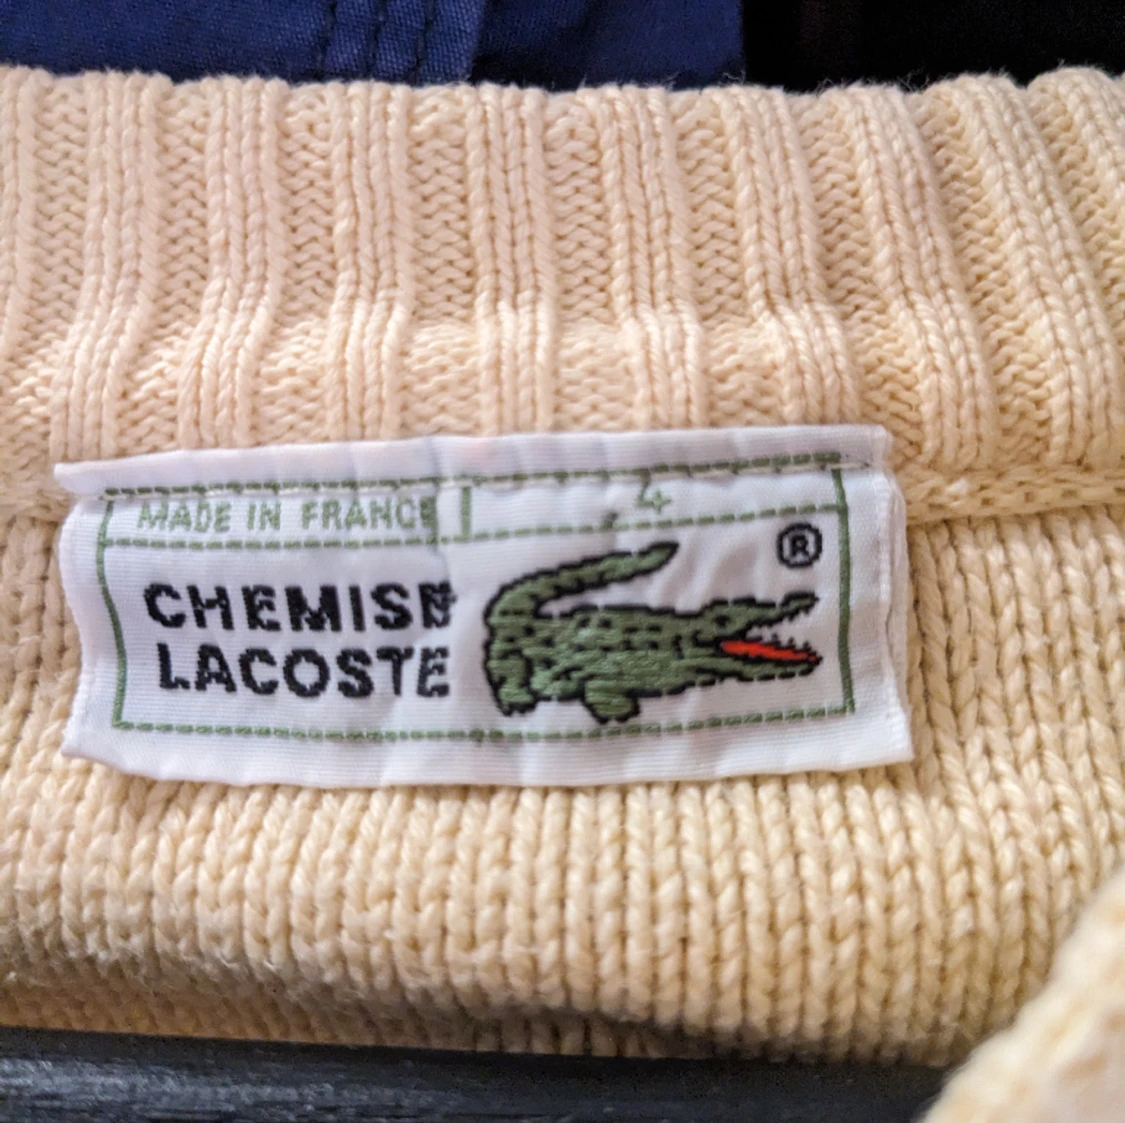 MADE IN FRANCE 4
®
CHEMISE
LACOSTE